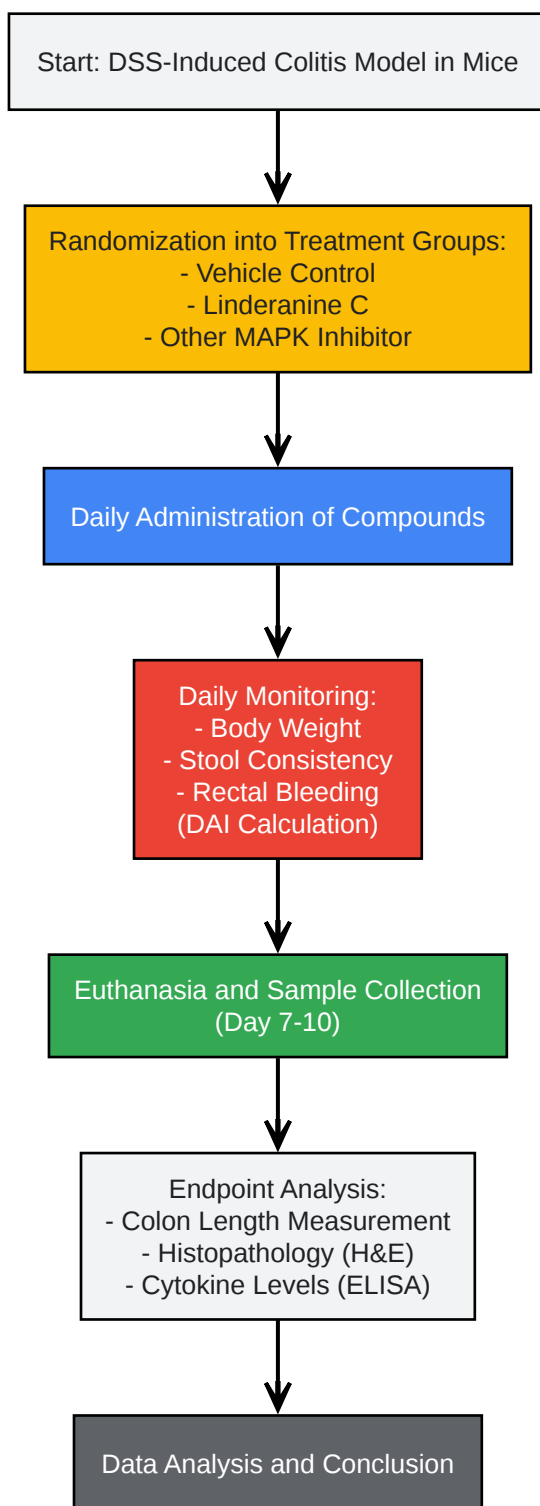 Start: DSS-Induced Colitis Model in Mice
Randomization into Treatment Groups:
- Vehicle Control
- Linderanine C
- Other MAPK Inhibitor
Daily Administration of Compounds
Daily Monitoring:
- Body Weight
- Stool Consistency
- Rectal Bleeding
(DAI Calculation)
Euthanasia and Sample Collection
(Day 7-10)
Endpoint Analysis:
- Colon Length Measurement
- Histopathology (H&E)
- Cytokine Levels (ELISA)
Data Analysis and Conclusion